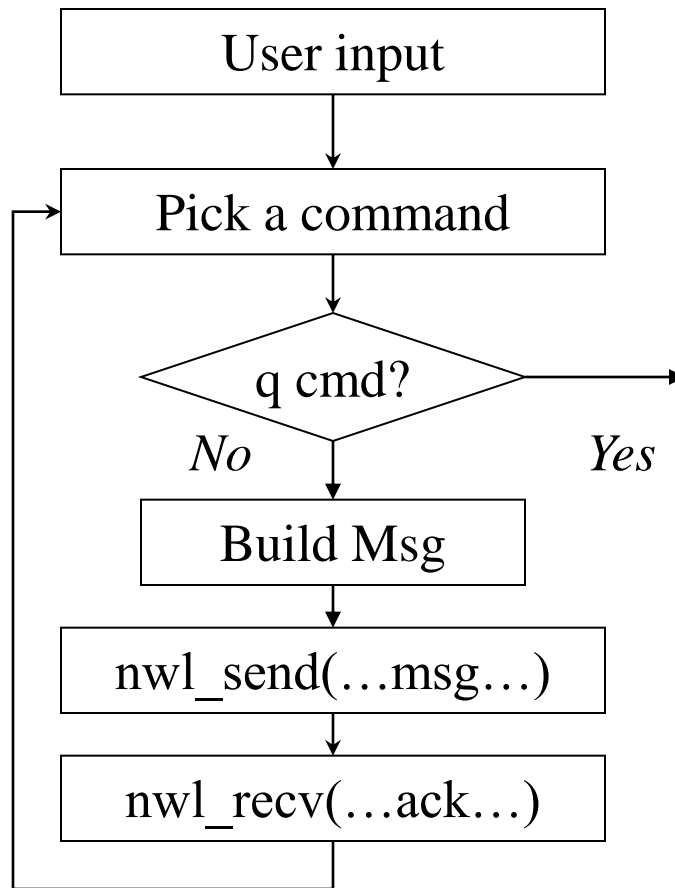 User input
Pick a command
q cmd?
No
Yes
Build Msg
nwl_send(…msg…)
nwl_recv(…ack…)